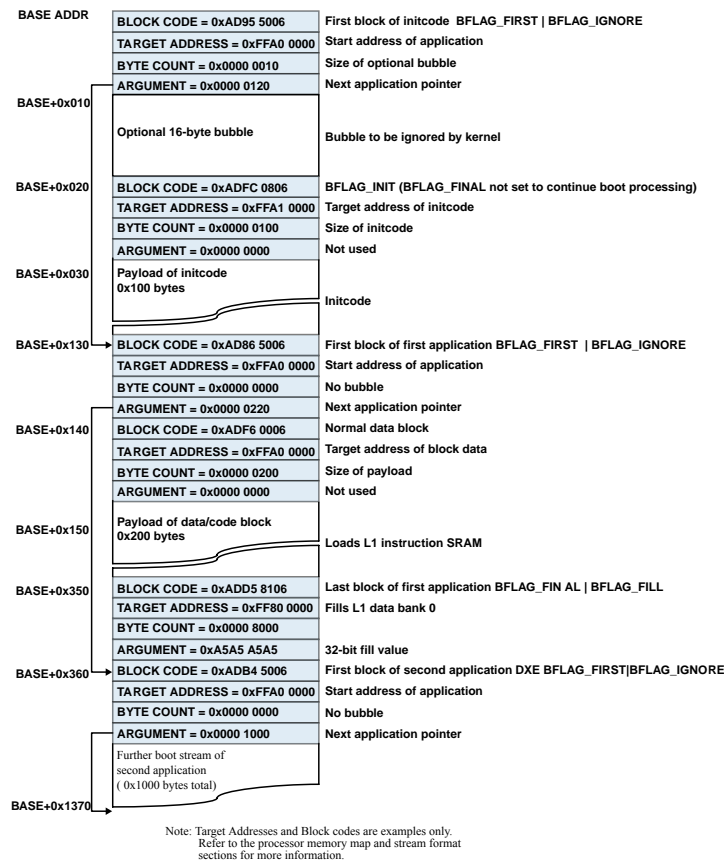 BASE ADDR
BLOCK CODE = 0xAD95 5006 First block of initcode BFLAG_FIRST | BFLAG_IGNORE
TARGET ADDRESS = 0xFFA0 0000 Start address of application
BYTE COUNT = 0x0000 0010 Size of optional bubble
ARGUMENT = 0x0000 0120 Next application pointer
BASE+0x010
Optional 16-byte bubble Bubble to be ignored by kernel
BASE+0x020 BLOCK CODE = 0xADFC 0806 BFLAG_INIT (BFLAG_FINAL not set to continue boot processing)
TARGET ADDRESS = 0xFFA1 0000 Target address of initcode
BYTE COUNT = 0x0000 0100 Size of initcode
ARGUMENT = 0x0000 0000 Not used
BASE+0x030 Payload of initcode
0x100 bytes
Initcode
BASE+0x130 BLOCK CODE = 0xAD86 5006 First block of first application BFLAG_FIRST | BFLAG_IGNORE
TARGET ADDRESS = 0xFFA0 0000 Start address of application
BYTE COUNT = 0x0000 0000 No bubble
ARGUMENT = 0x0000 0220 Next application pointer
BASE+0x140 BLOCK CODE = 0xADF6 0006 Normal data block
TARGET ADDRESS = 0xFFA0 0000 Target address of block data
BYTE COUNT = 0x0000 0200 Size of payload
ARGUMENT = 0x0000 0000 Not used
BASE+0x150 Payload of data/code block
0x200 bytes
Loads L1 instruction SRAM
BASE+0x350 BLOCK CODE = 0xADD5 8106 Last block of first application BFLAG_FIN AL | BFLAG_FILL
TARGET ADDRESS = 0xFF80 0000 Fills L1 data bank 0
BYTE COUNT = 0x0000 8000
ARGUMENT = 0xA5A5 A5A5 32-bit fill value
BASE+0x360 BLOCK CODE = 0xADB4 5006 First block of second application DXE BFLAG_FIRST|BFLAG_IGNORE
TARGET ADDRESS = 0xFFA0 0000 Start address of application
BYTE COUNT = 0x0000 0000 No bubble
ARGUMENT = 0x0000 1000 Next application pointer
Further boot stream of
second application
( 0x1000 bytes total)
BASE+0x1370
Note: Target Addresses and Block codes are examples only.
Refer to the processor memory map and stream format
sections for more information.